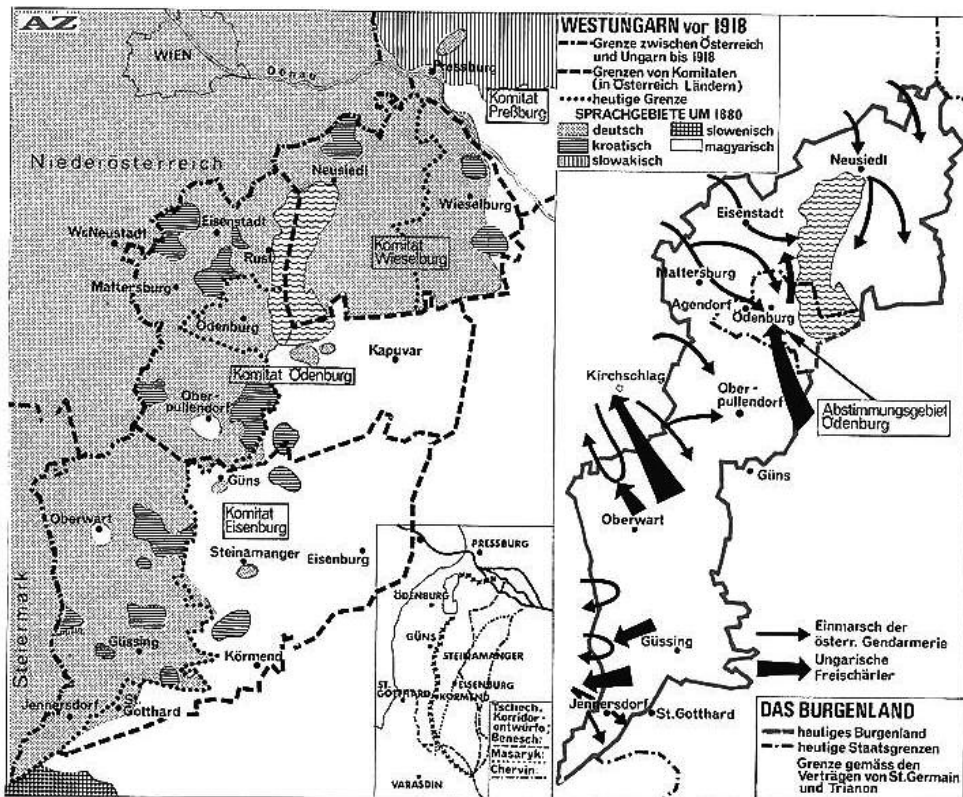 AZ
WIEN
Donau
Pressburg
Komitat
Preßburg
Niederösterreich
Neusiedl
Wieselburg
Eisenstadt
Wr.Neustadt
Rust
Komitat
Wieselburg
Mattersburg
Ödenburg
Kapuvar
Komitat Ödenburg
Ober-
pullendorf
Güns
Komitat
Eisenburg
Oberwart
Steinamanger
Eisenburg
Steiermark
Güssing
Körmend
Jennersdorf
St.
Gotthard
WESTUNGARN vor 1918
Grenze zwischen Österreich
und Ungarn bis 1918
Grenzen von Komitaten
(in Österreich Ländern)
heutige Grenze
SPRACHGEBIETE UM 1880
deutsch
slowenisch
kroatisch
magyarisch
slowakisch
PRESSBURG
ÖDENBURG
GÜNS
STEINAMANGER
ST.
GOTTHARD
EISENBURG
KÖRMEND
VARASDIN
Tschech.
Korridor-
entwürfe:
Benesch:
Masaryk:
Chervin:
Neusiedl
Eisenstadt
Mattersburg
Agendorf
Ödenburg
Kirchschlag
Ober-
pullendorf
Abstimmungsgebiet
Ödenburg
Güns
Oberwart
Güssing
Jennersdorf
St.Gotthard
Einmarsch der
österr. Gendarmerie
Ungarische
Freischärler
DAS BURGENLAND
heutiges Burgenland
heutige Staatsgrenzen
Grenze gemäss den
Verträgen von St.Germain
und Trianon